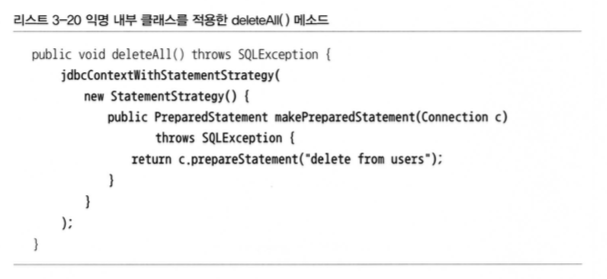 리스트 3-20 익명 내부 클래스를 적용한 deleteAll() 메소드
public void deleteAll() throws SQLException {
jdbcContextWithStatementStrategy(
new StatementStrategy() {
public PreparedStatement makePreparedStatement(Connection c)
throws SQLException {
return c.prepareStatement("delete from users");
}
}
);
}